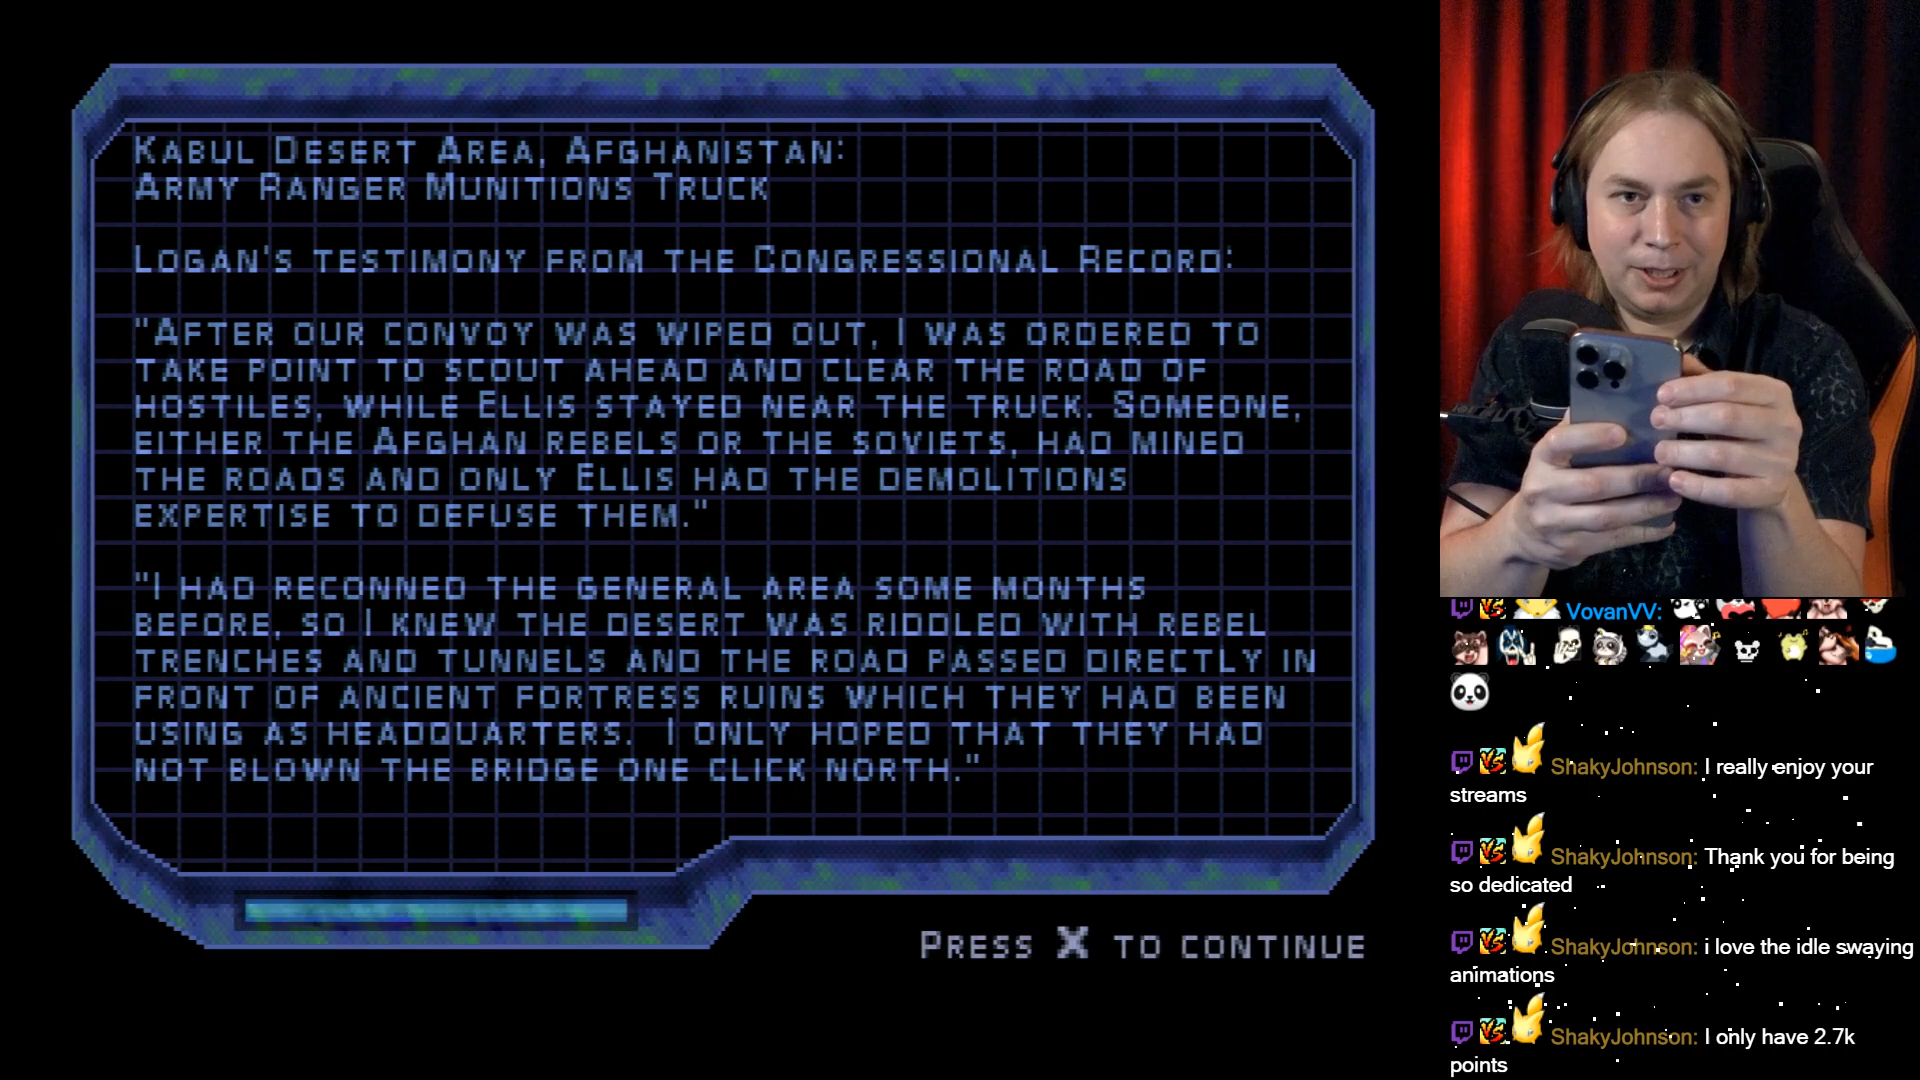 Kabul Desert Area, Afghanistan:
Army Ranger Munitions Truck
Logan's testimony from the Congressional Record:
"After our convoy was wiped out, I was ordered to
take point to scout ahead and clear the road of
hostiles, while Ellis stayed near the truck. Someone,
either the Afghan rebels or the soviets, had mined
the roads and only Ellis had the demolitions
expertise to defuse them."
"I had reconned the general area some months
before, so I knew the desert was riddled with rebel
trenches and tunnels and the road passed directly in
front of ancient fortress ruins which they had been
using as headquarters. I only hoped that they had
not blown the bridge one click north."
Press X to continue
VovanVV:
ShakyJohnson: I really enjoy your
streams
ShakyJohnson: Thank you for being
so dedicated
ShakyJohnson: i love the idle swaying
animations
ShakyJohnson: I only have 2.7k
points